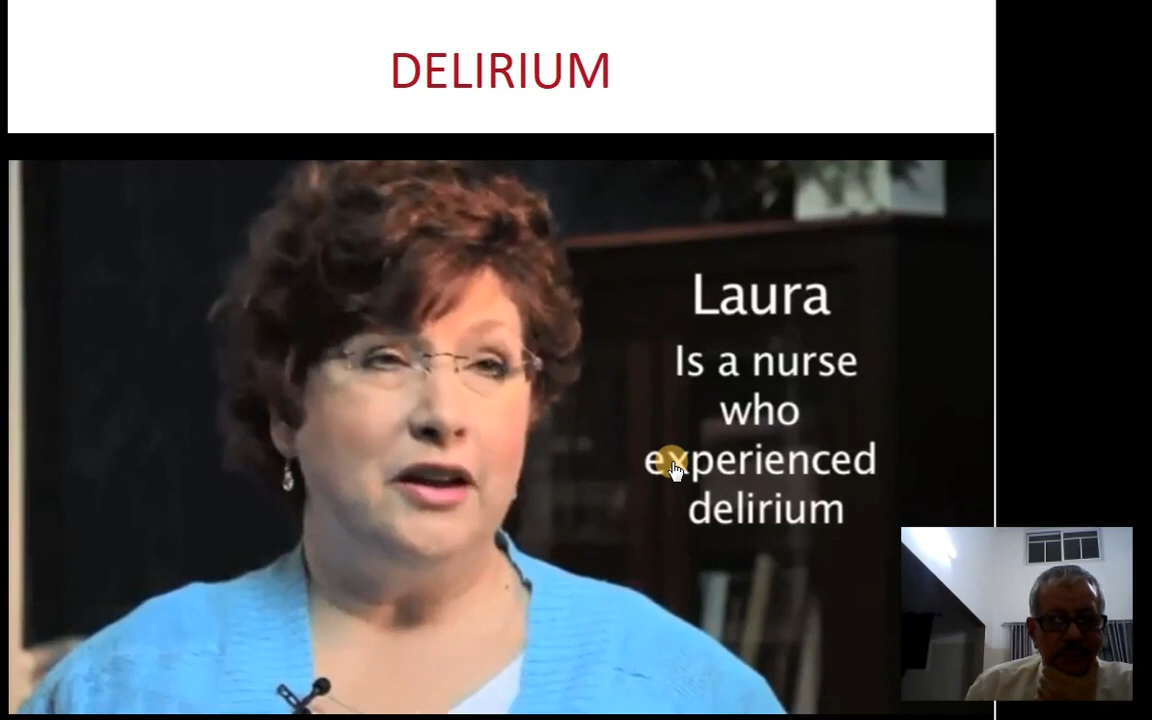 DELIRIUM
Laura
Is a nurse
who
experienced
delirium